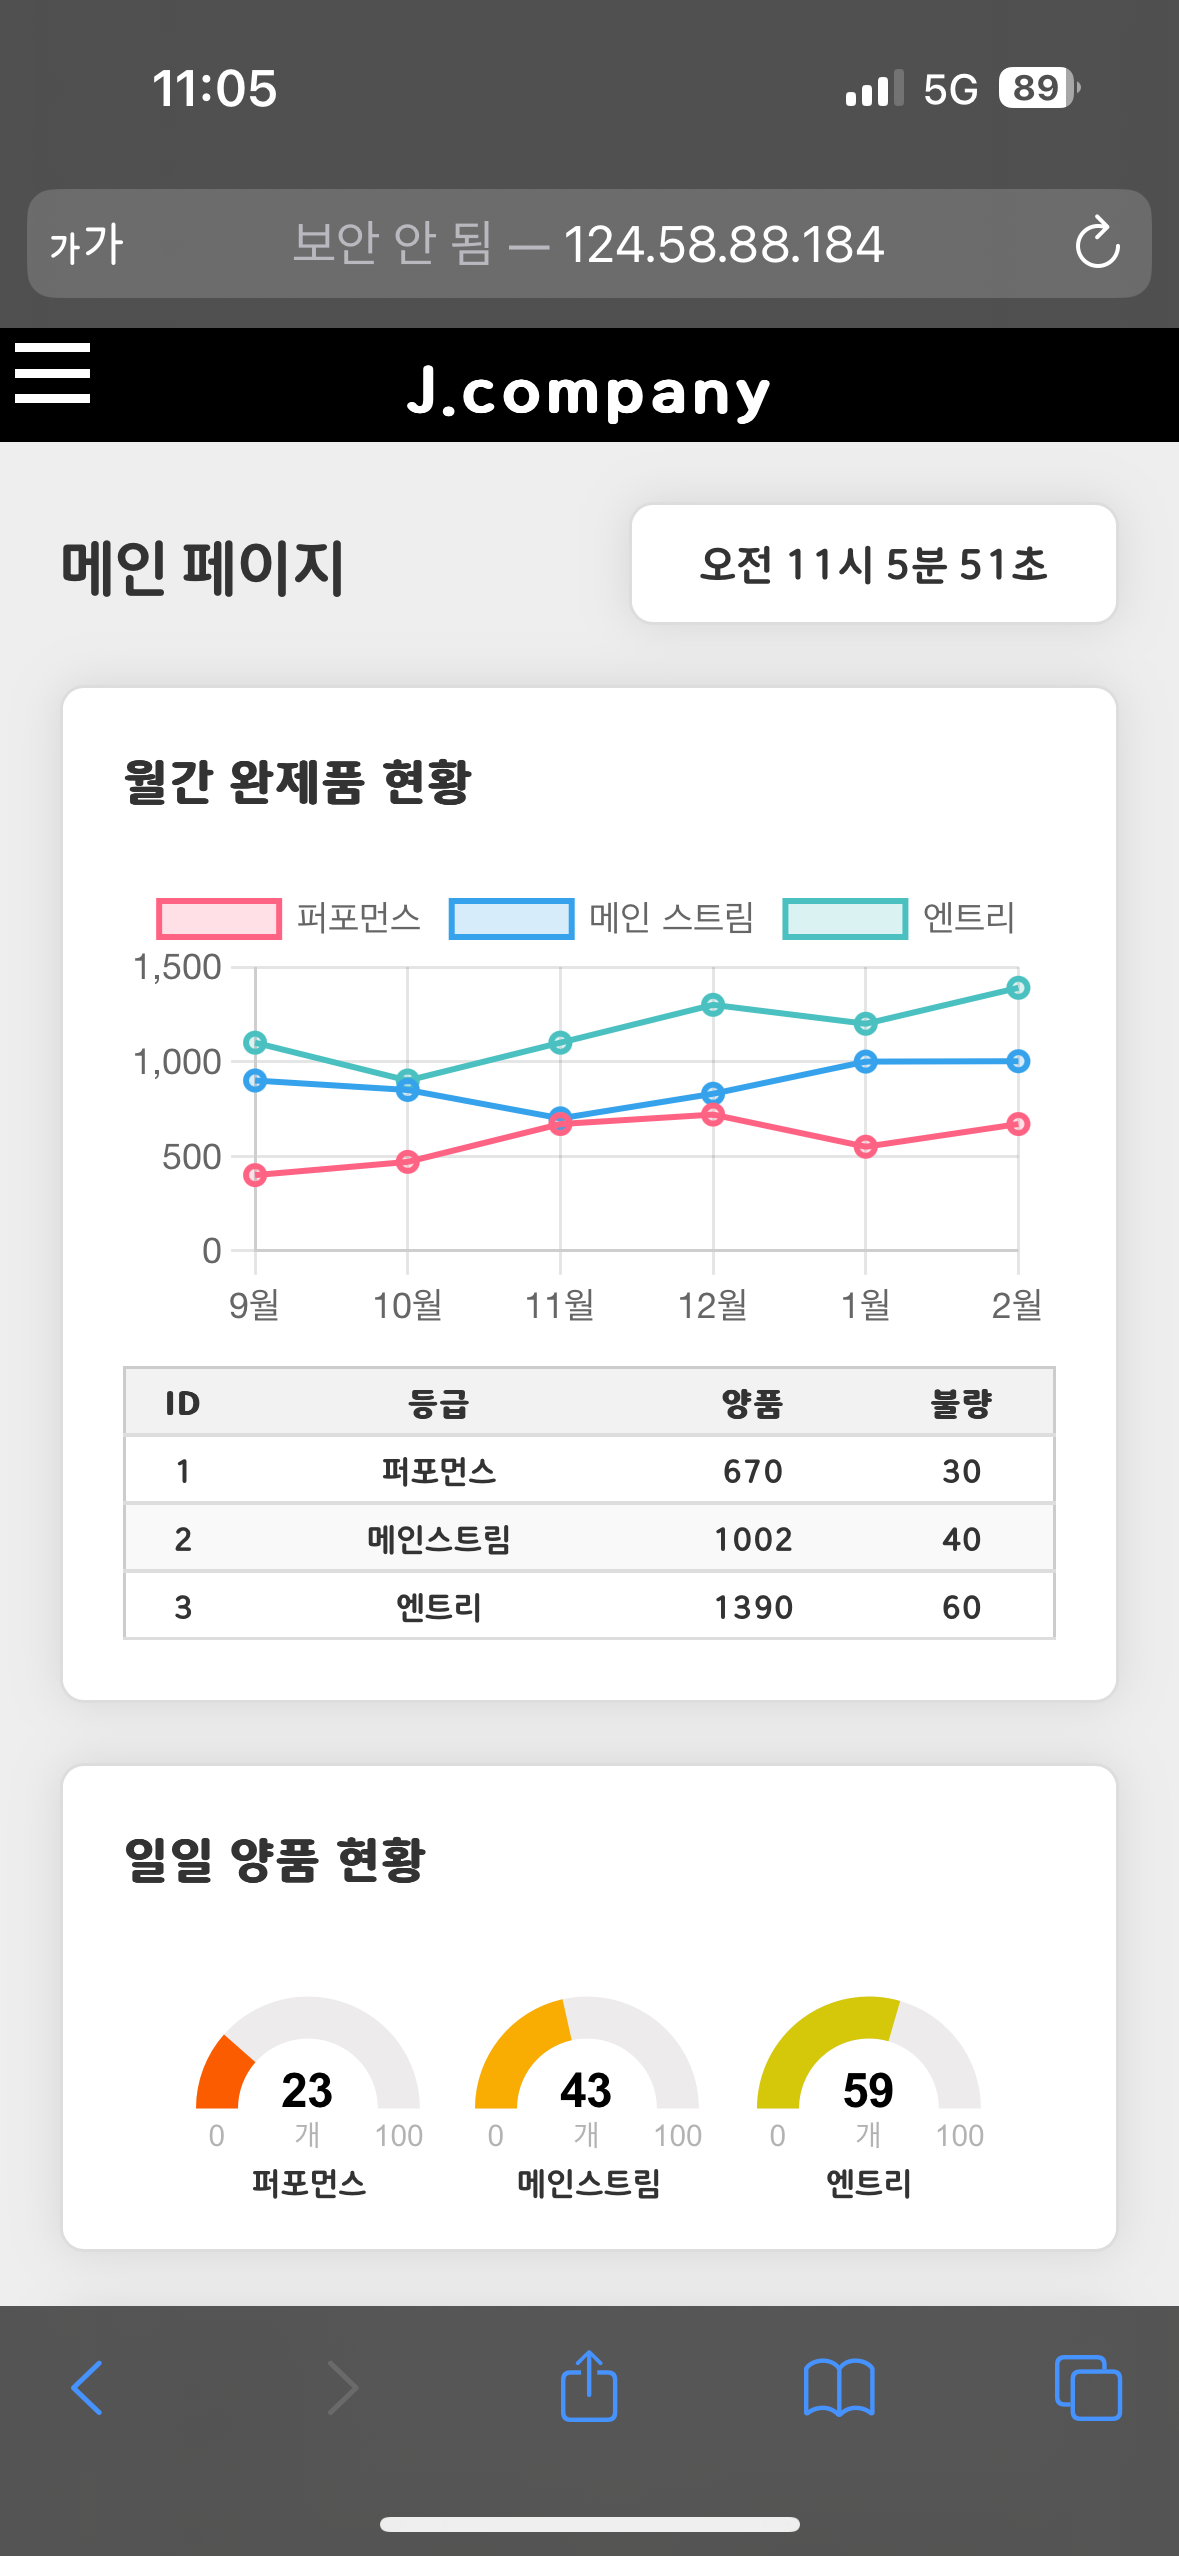 11:05 5G 89
가가 보안 안 됨 — 124.58.88.184
J.company
메인 페이지
오전 11시 5분 51초
월간 완제품 현황
퍼포먼스 메인 스트림 엔트리
1,500
1,000
500
0
9월 10월 11월 12월 1월 2월
ID 등급 양품 불량
1 퍼포먼스 670 30
2 메인스트림 1002 40
3 엔트리 1390 60
일일 양품 현황
23 43 59
0 개 100 0 개 100 0 개 100
퍼포먼스 메인스트림 엔트리